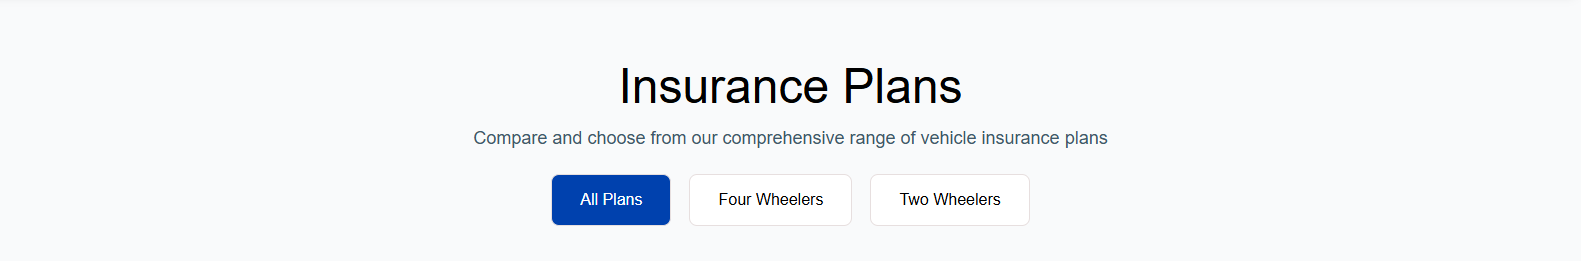 Insurance Plans
Compare and choose from our comprehensive range of vehicle insurance plans
All Plans
Four Wheelers
Two Wheelers